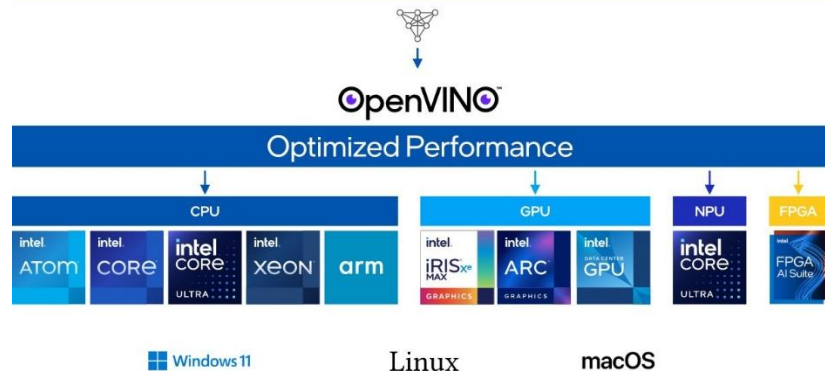 OpenVINO™
Optimized Performance
CPU
GPU
NPU
FPGA
intel. ATOM
intel. CORE
intel. CORE ULTRA
intel. XEON
arm
intel. iRIS Xe MAX GRAPHICS
intel. ARC GRAPHICS
intel. DATA CENTER GPU
intel. CORE ULTRA
intel. FPGA AI Suite
Windows 11
Linux
macOS